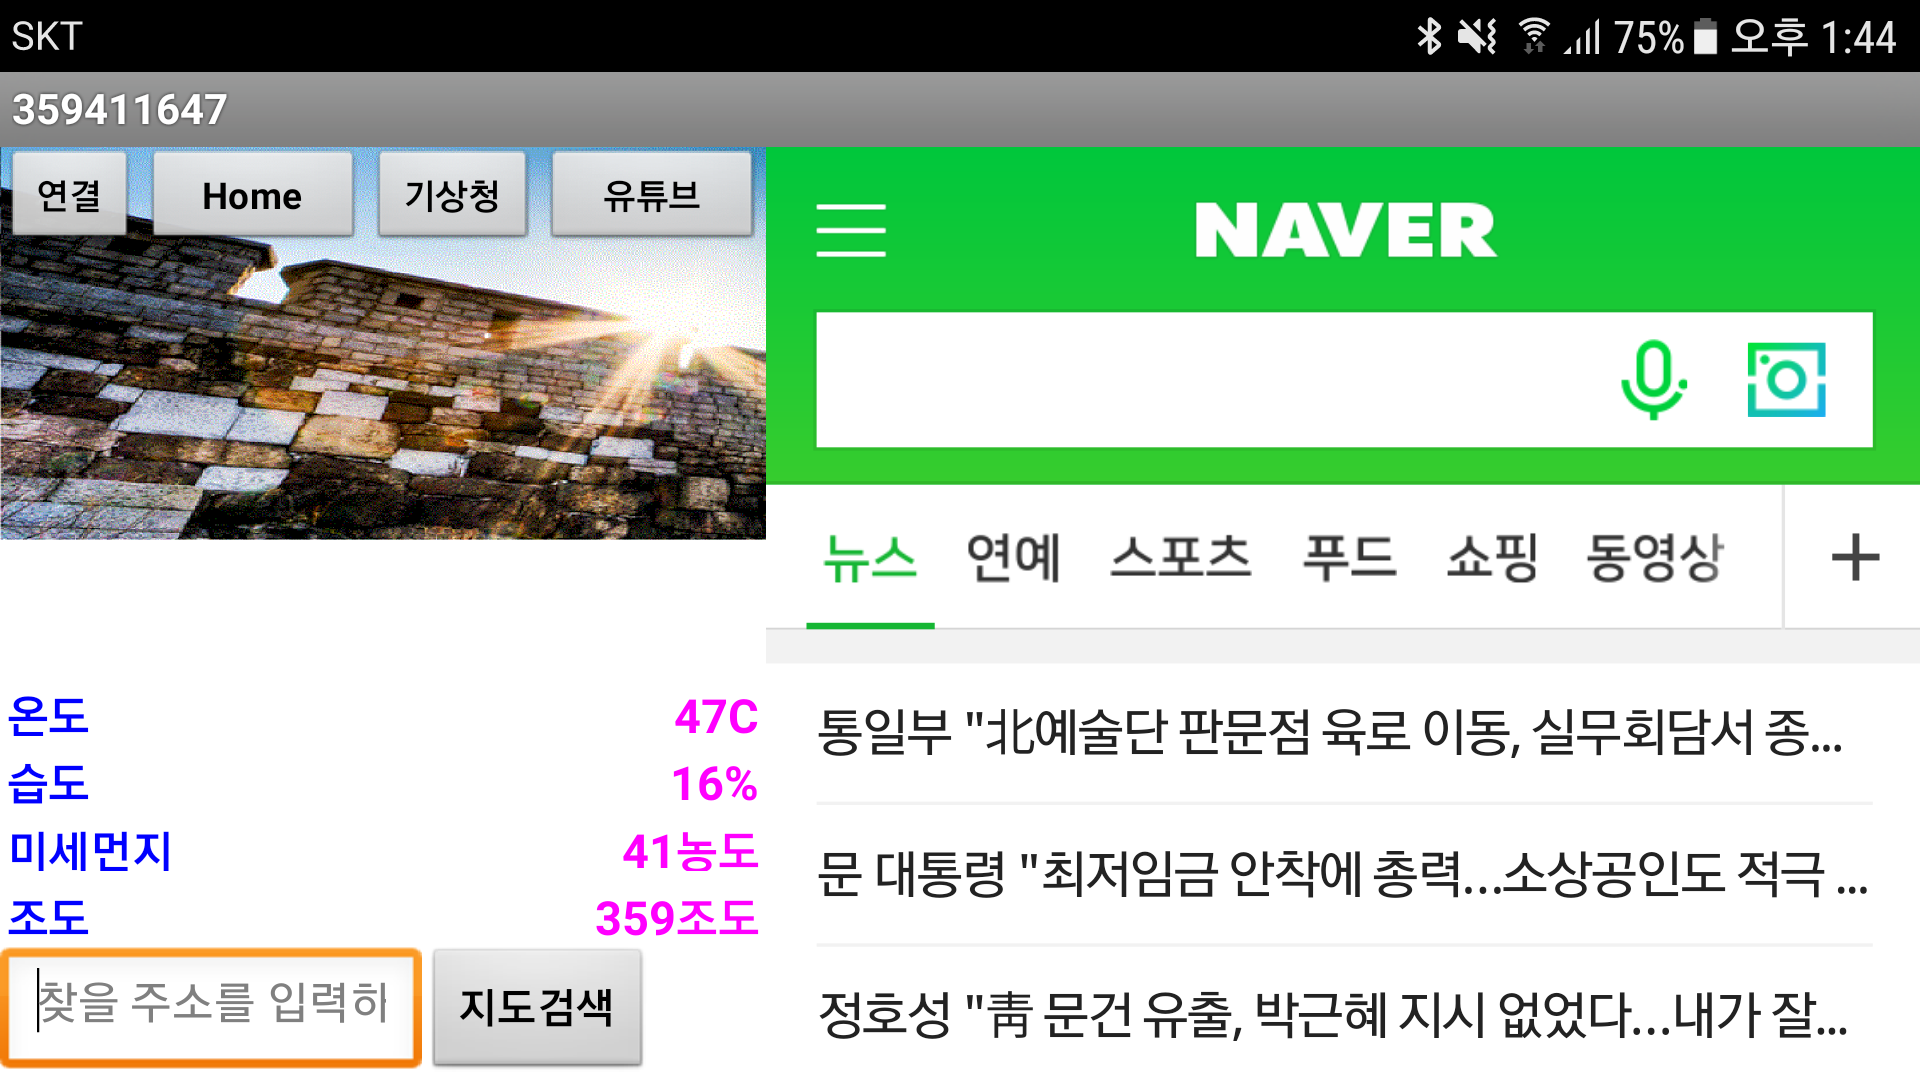 SKT
75% 오후 1:44
359411647
연결 Home 기상청 유튜브
온도 47C
습도 16%
미세먼지 41농도
조도 359조도
찾을 주소를 입력하
지도검색
NAVER
뉴스 연예 스포츠 푸드 쇼핑 동영상 +
통일부 "北예술단 판문점 육로 이동, 실무회담서 종...
문 대통령 "최저임금 안착에 총력...소상공인도 적극 ...
정호성 "靑 문건 유출, 박근혜 지시 없었다...내가 잘...